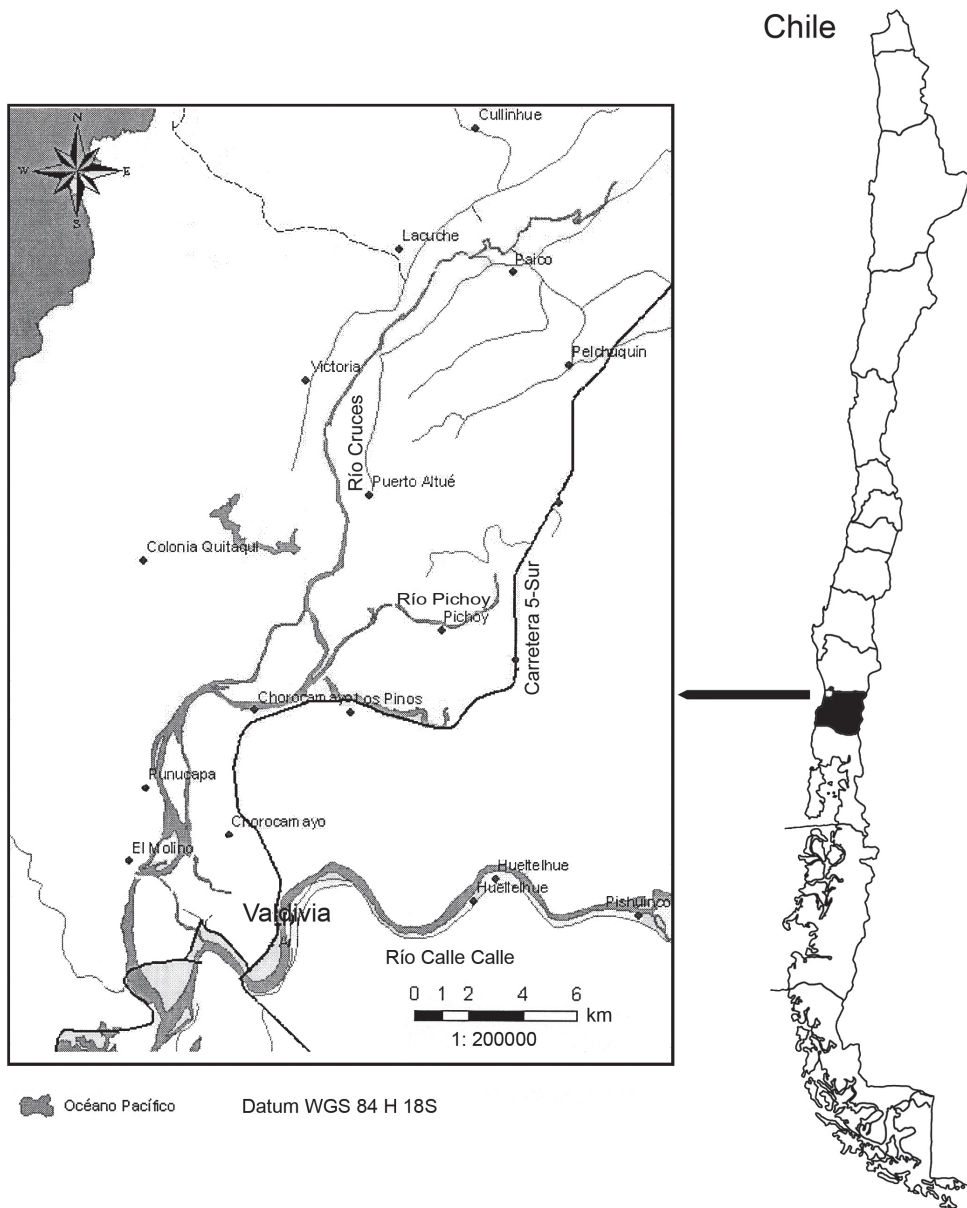 Chile
N
W
E
S
Cullinhue
Lacuche
Paico
Pelchuquin
Victoria
Río Cruces
Puerto Altué
Colonia Quitaqui
Río Pichoy
Pichoy
Carretera 5-Sur
Chorocamayo
Los Pinos
Punucapa
Chorocamayo
El Molino
Hueltelhue
Hueltelhue
Valdivia
Pishuinco
Río Calle Calle
0 1 2 4 6
km
1: 200000
Océano Pacífico
Datum WGS 84 H 18S